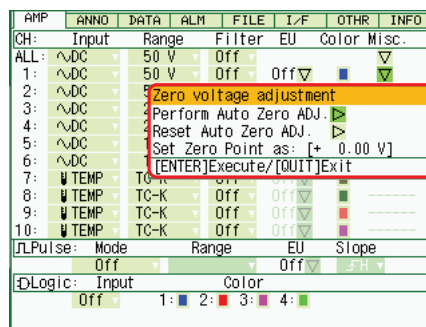 AMP ANNO DATA ALM FILE I/F OTHR INFO
CH: Input Range Filter EU Color Misc.
ALL: DC 50 V Off
1: DC 50 V Off Off
2: DC
3: DC
4: DC
5: DC
6: DC
Zero voltage adjustment
Perform Auto Zero ADJ.
Reset Auto Zero ADJ.
Set Zero Point as: [+ 0.00 V]
[ENTER]Execute/[QUIT]Exit
7: TEMP TC-K Off Off ------
8: TEMP TC-K Off Off ------
9: TEMP TC-K Off Off ------
10: TEMP TC-K Off Off ------
Pulse: Mode Range EU Slope
Off Off H
Logic: Input Color
Off 1: 2: 3: 4: